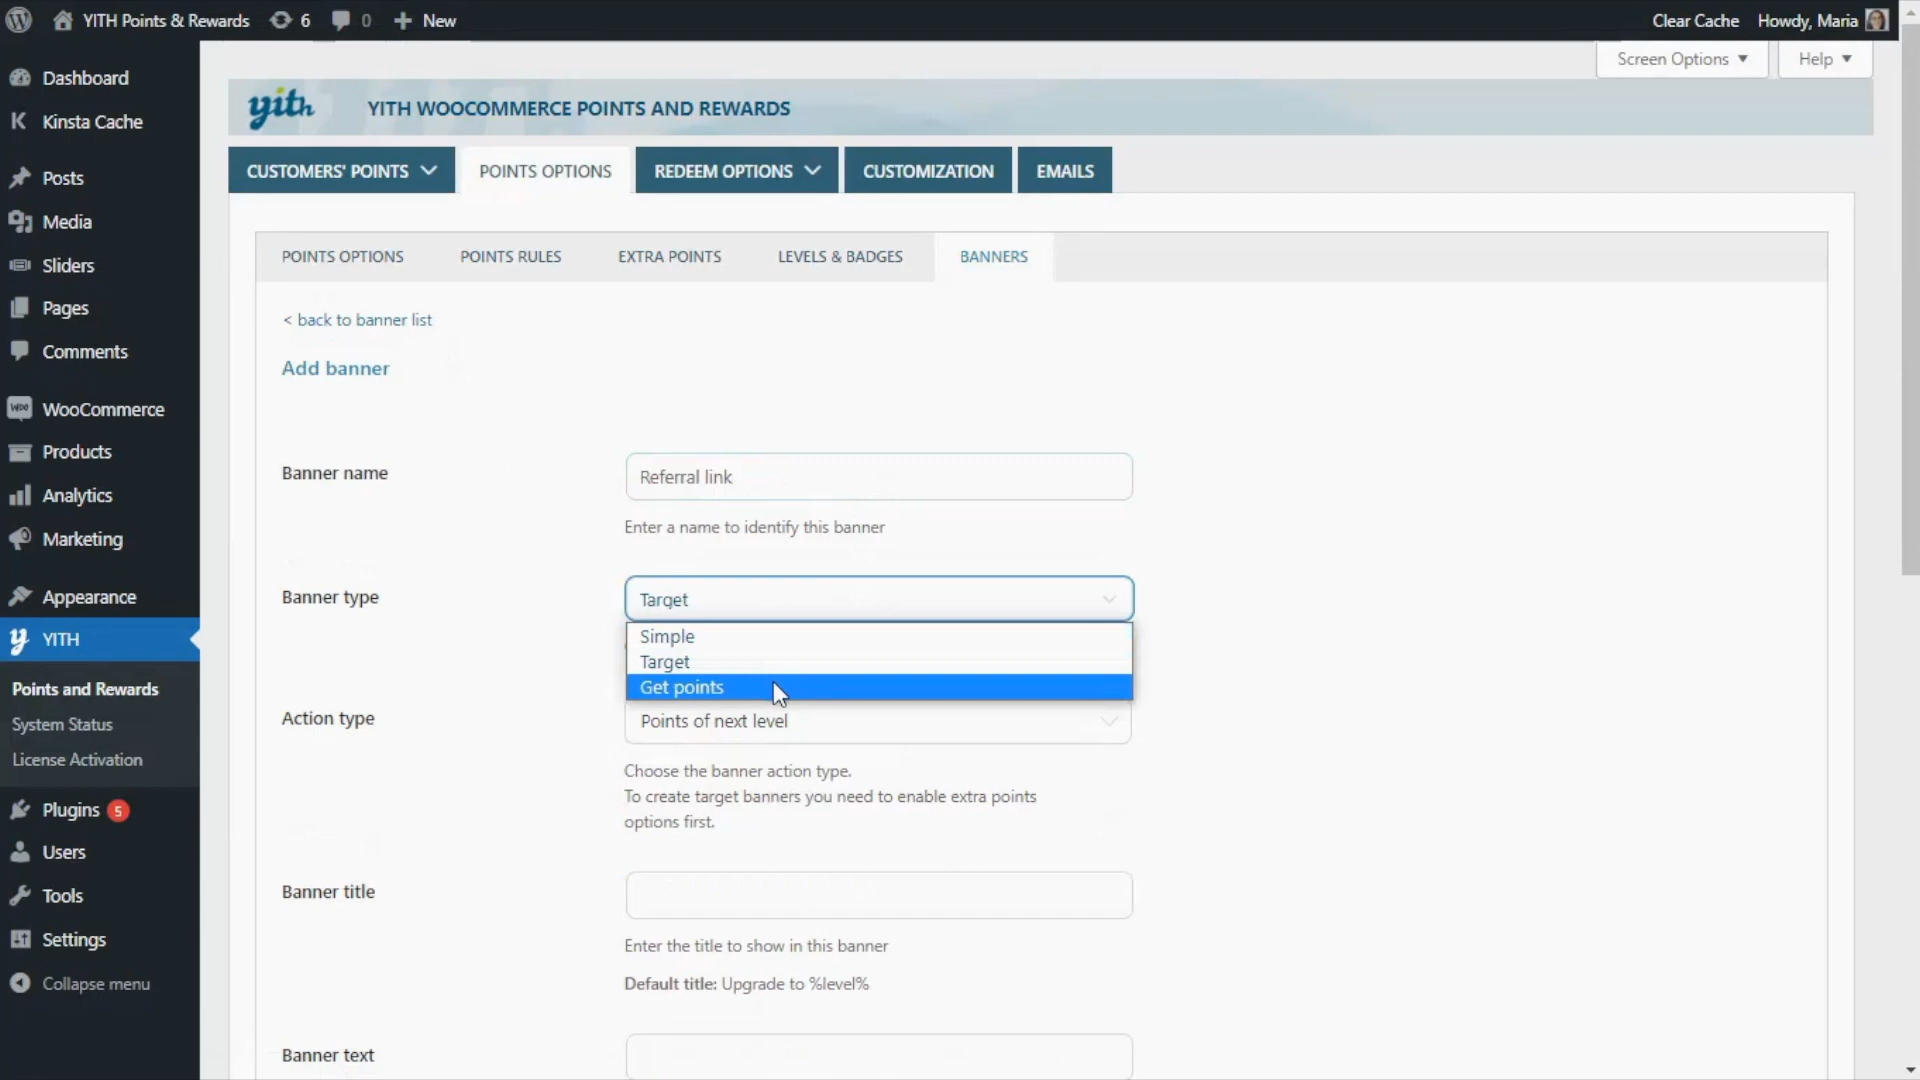 YITH Points & Rewards 6 0 New Clear Cache Howdy, Maria
Screen Options Help
Dashboard
Kinsta Cache
Posts
Media
Sliders
Pages
Comments
WooCommerce
Products
Analytics
Marketing
Appearance
YITH
Points and Rewards
System Status
License Activation
Plugins 5
Users
Tools
Settings
Collapse menu
yith YITH WOOCOMMERCE POINTS AND REWARDS
CUSTOMERS' POINTS POINTS OPTIONS REDEEM OPTIONS CUSTOMIZATION EMAILS
POINTS OPTIONS POINTS RULES EXTRA POINTS LEVELS & BADGES BANNERS
< back to banner list
Add banner
Banner name Referral link
Enter a name to identify this banner
Banner type Target
Simple
Target
Get points
Action type Points of next level
Choose the banner action type.
To create target banners you need to enable extra points
options first.
Banner title
Enter the title to show in this banner
Default title: Upgrade to %level%
Banner text